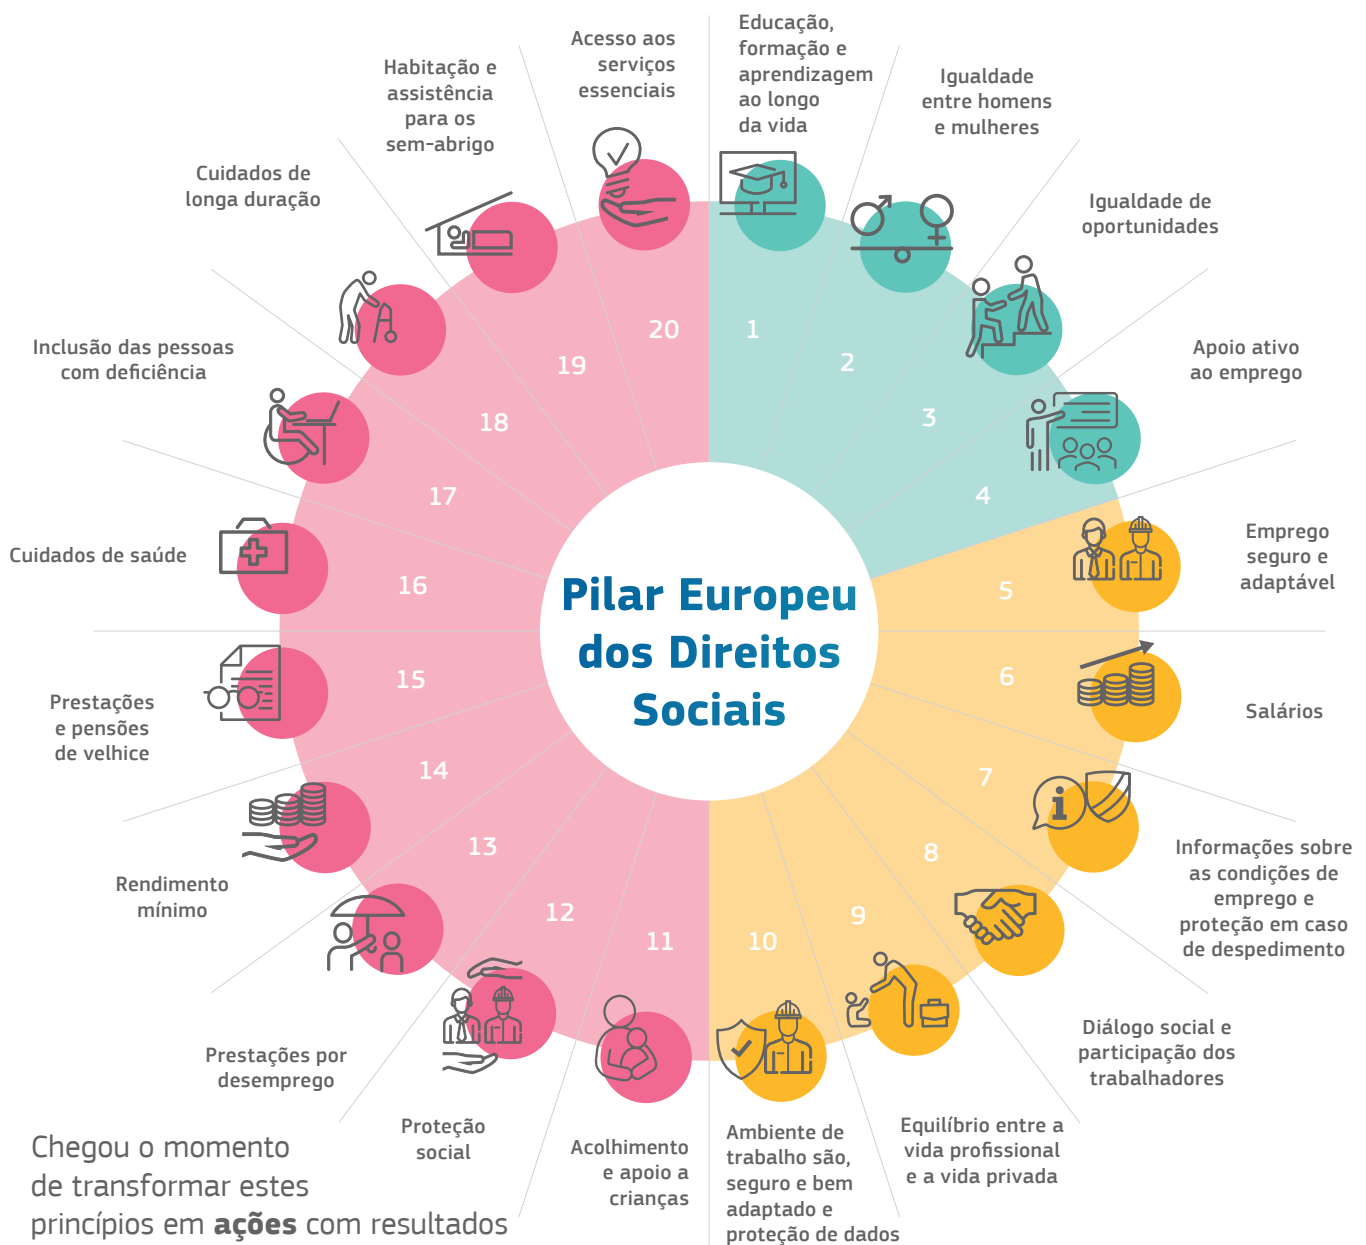 Educação,
formação e
aprendizagem
ao longo
da vida
Igualdade
entre homens
e mulheres
Igualdade de
oportunidades
Apoio ativo
ao emprego
Emprego
seguro e
adaptável
Salários
Informações sobre
as condições de
emprego e
proteção em caso
de despedimento
Diálogo social e
participação dos
trabalhadores
Equilíbrio entre a
vida profissional
e a vida privada
Ambiente de
trabalho são,
seguro e bem
adaptado e
proteção de dados
Acolhimento
e apoio a
crianças
Proteção
social
Prestações por
desemprego
Rendimento
mínimo
Prestações
e pensões
de velhice
Cuidados de saúde
Inclusão das pessoas
com deficiência
Cuidados de
longa duração
Habitação e
assistência
para os
sem-abrigo
Acesso aos
serviços
essenciais
1
2
3
4
5
6
7
8
9
10
11
12
13
14
15
16
17
18
19
20
Pilar Europeu
dos Direitos
Sociais
Chegou o momento
de transformar estes
princípios em ações com resultados